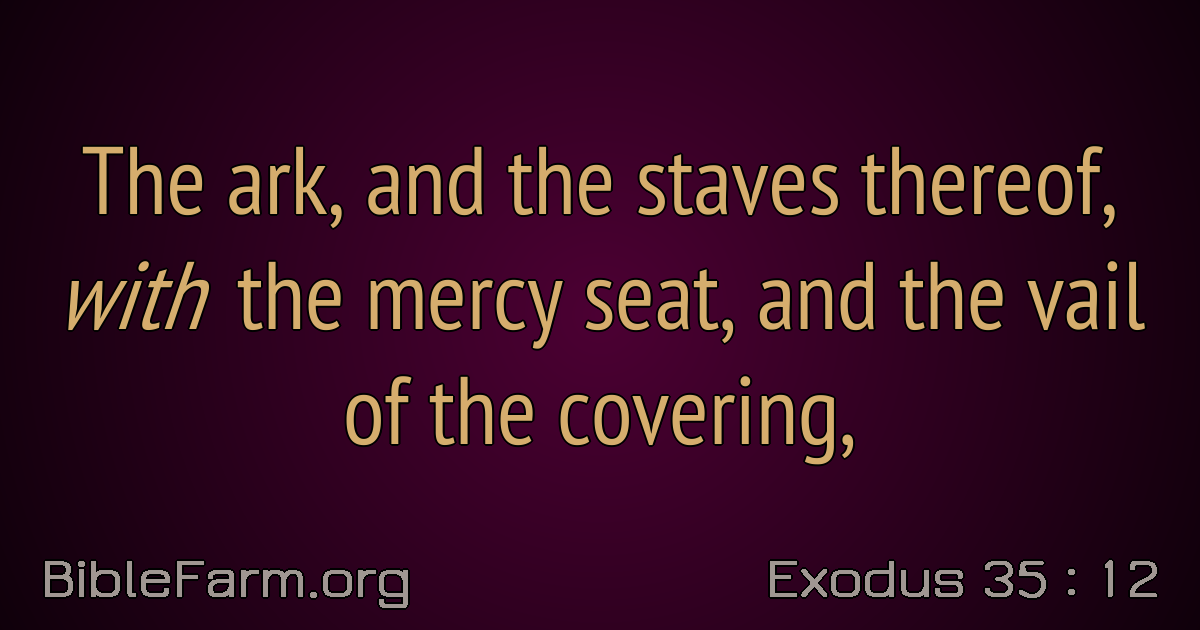 The ark, and the staves thereof,
with the mercy seat, and the vail
of the covering,
BibleFarm.org
Exodus 35 : 12